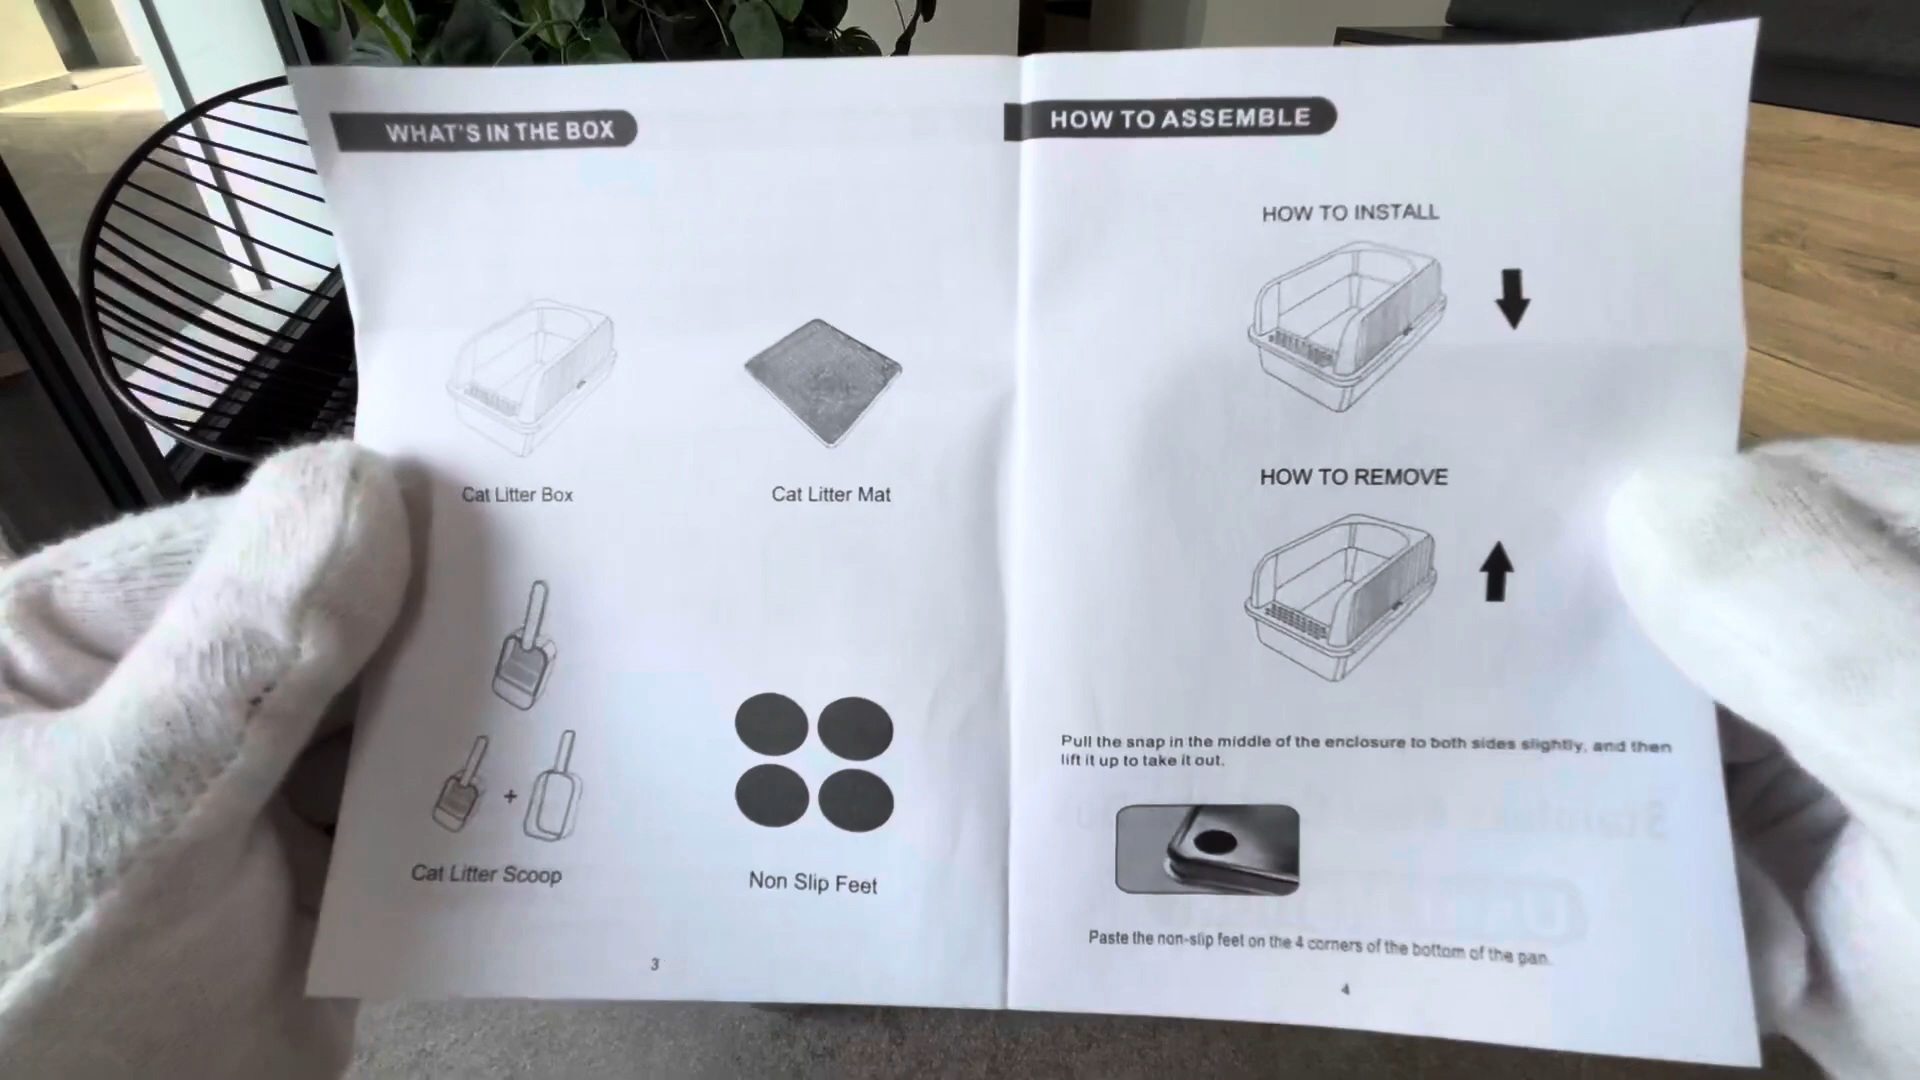 WHAT'S IN THE BOX
Cat Litter Box
Cat Litter Mat
+
Cat Litter Scoop
Non Slip Feet
3
HOW TO ASSEMBLE
HOW TO INSTALL
HOW TO REMOVE
Pull the snap in the middle of the enclosure to both sides slightly, and then
lift it up to take it out.
Paste the non-slip feet on the 4 corners of the bottom of the pan.
4